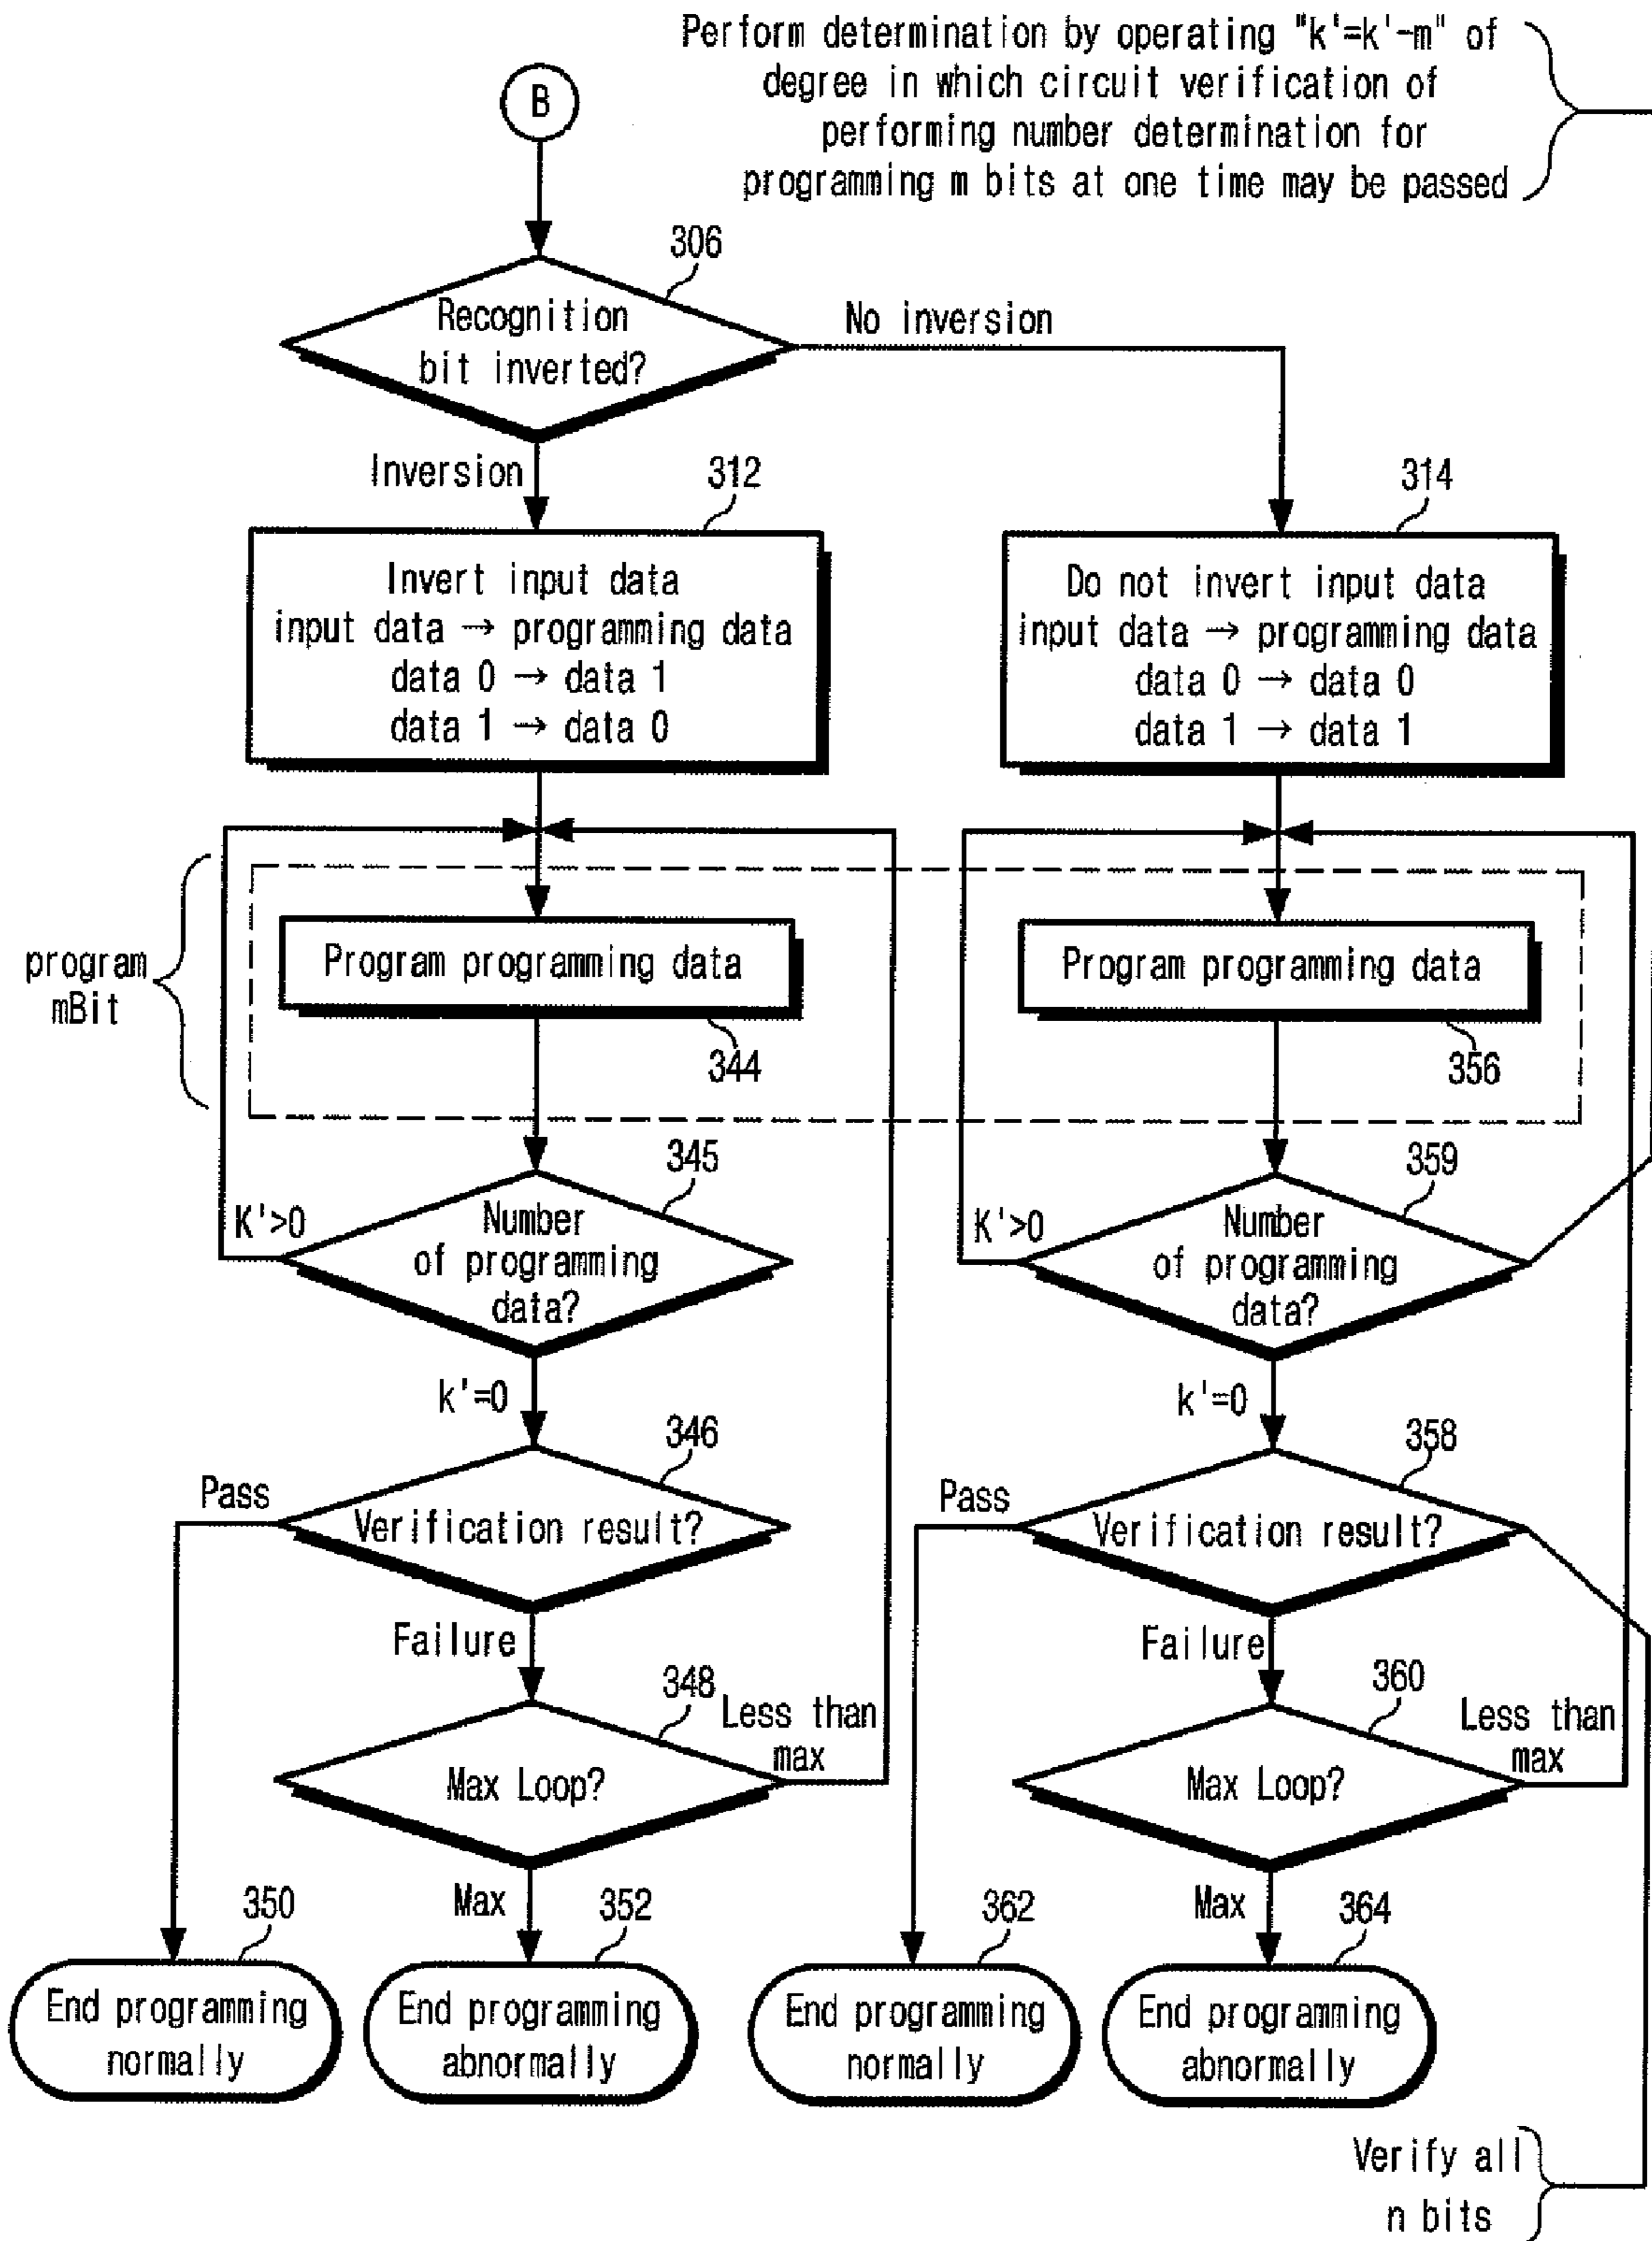 Perform determination by operating "k'=k'-m" of
degree in which circuit verification of
performing number determination for
programming m bits at one time may be passed
B
306
Recognition
bit inverted?
No inversion
Inversion
312
314
Invert input data
input data → programming data
data 0 → data 1
data 1 → data 0
Do not invert input data
input data → programming data
data 0 → data 0
data 1 → data 1
program
mBit
Program programming data
344
Program programming data
356
345
K'>0
Number
of programming
data?
k'=0
359
K'>0
Number
of programming
data?
k'=0
346
Pass
Verification result?
Failure
358
Pass
Verification result?
Failure
348
Less than
max
Max Loop?
Max
360
Less than
max
Max Loop?
Max
350
End programming
normally
352
End programming
abnormally
362
End programming
normally
364
End programming
abnormally
Verify all
n bits